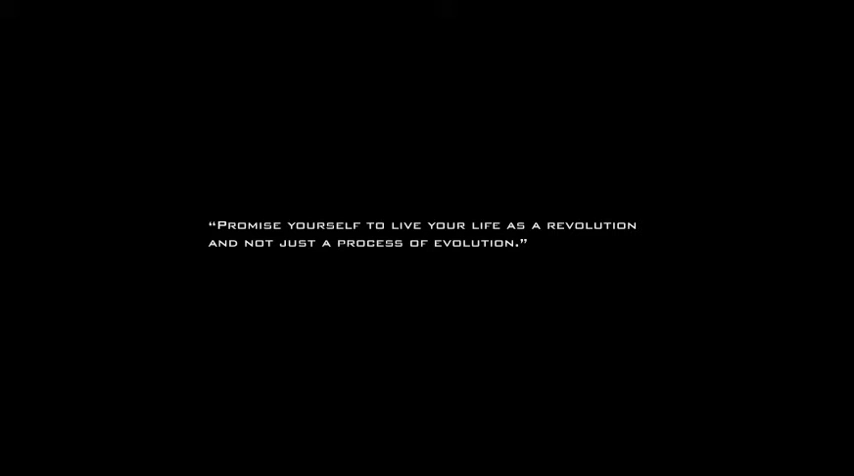 “Promise yourself to live your life as a revolution
and not just a process of evolution.”